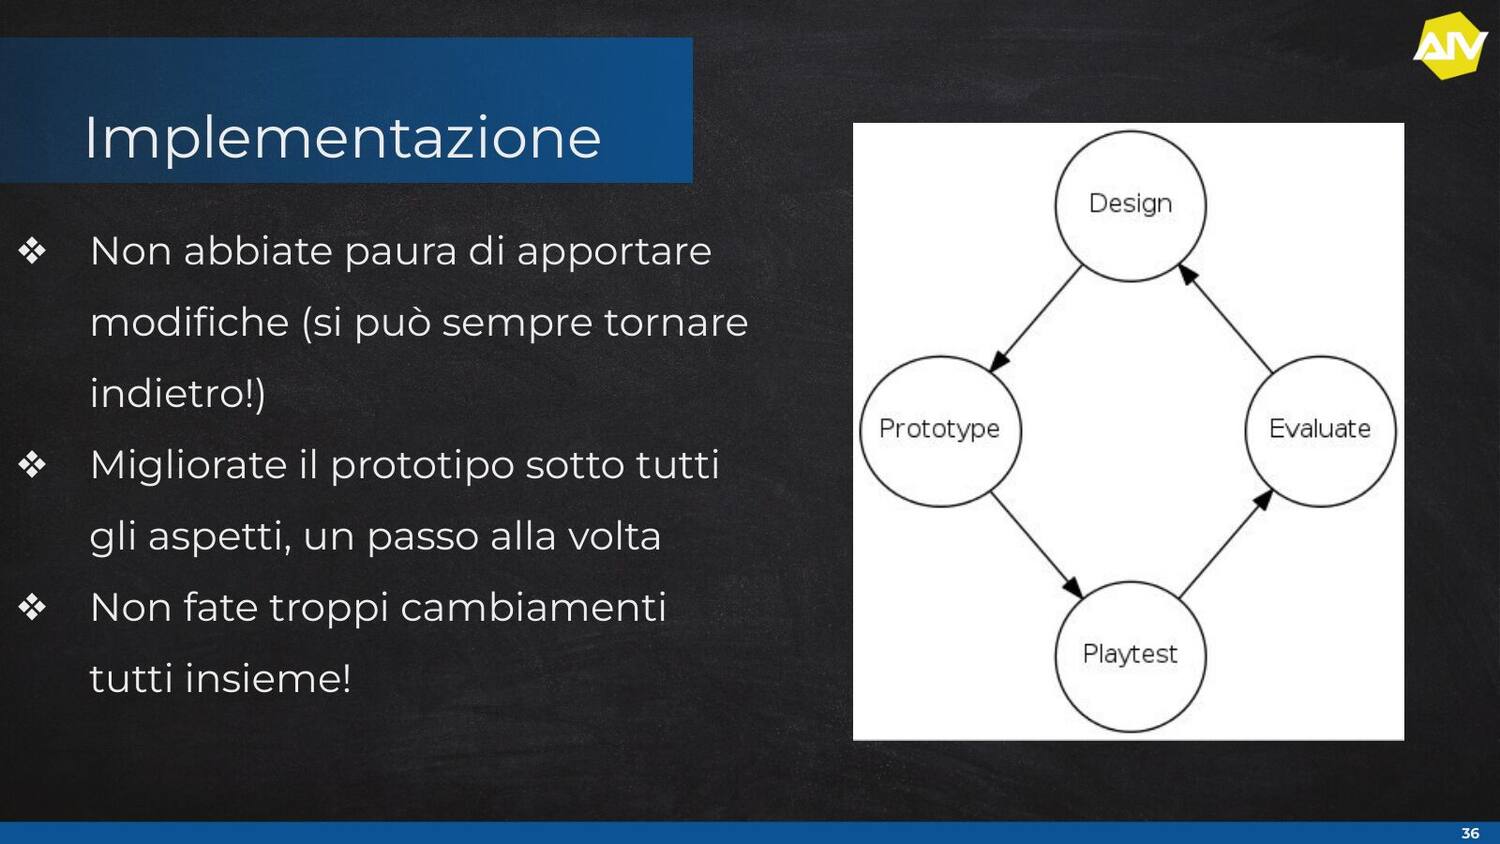 AIV
Implementazione
❖ Non abbiate paura di apportare
modifiche (si può sempre tornare
indietro!)
❖ Migliorate il prototipo sotto tutti
gli aspetti, un passo alla volta
❖ Non fate troppi cambiamenti
tutti insieme!
Design
Prototype
Evaluate
Playtest
36